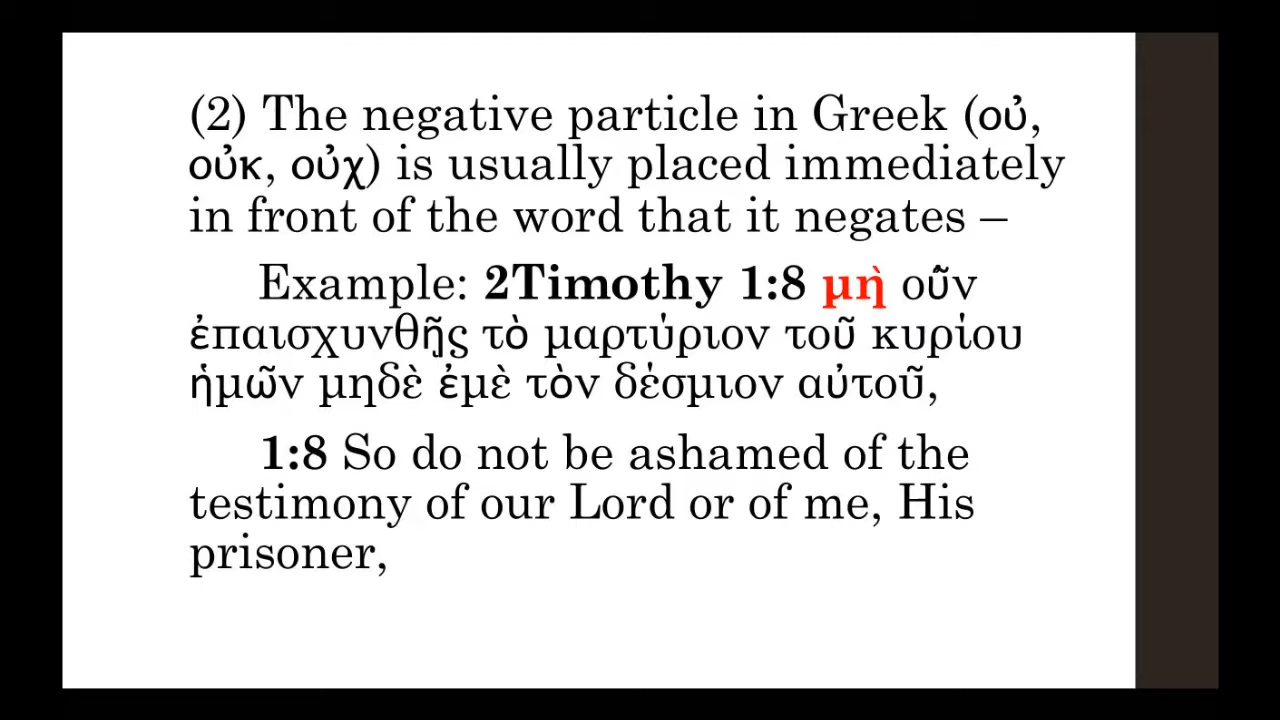 (2) The negative particle in Greek (οὐ,
οὐκ, οὐχ) is usually placed immediately
in front of the word that it negates –
Example: 2Timothy 1:8 μὴ οὖν
ἐπαισχυνθῇς τὸ μαρτύριον τοῦ κυρίου
ἡμῶν μηδὲ ἐμὲ τὸν δέσμιον αὐτοῦ,
1:8 So do not be ashamed of the
testimony of our Lord or of me, His
prisoner,